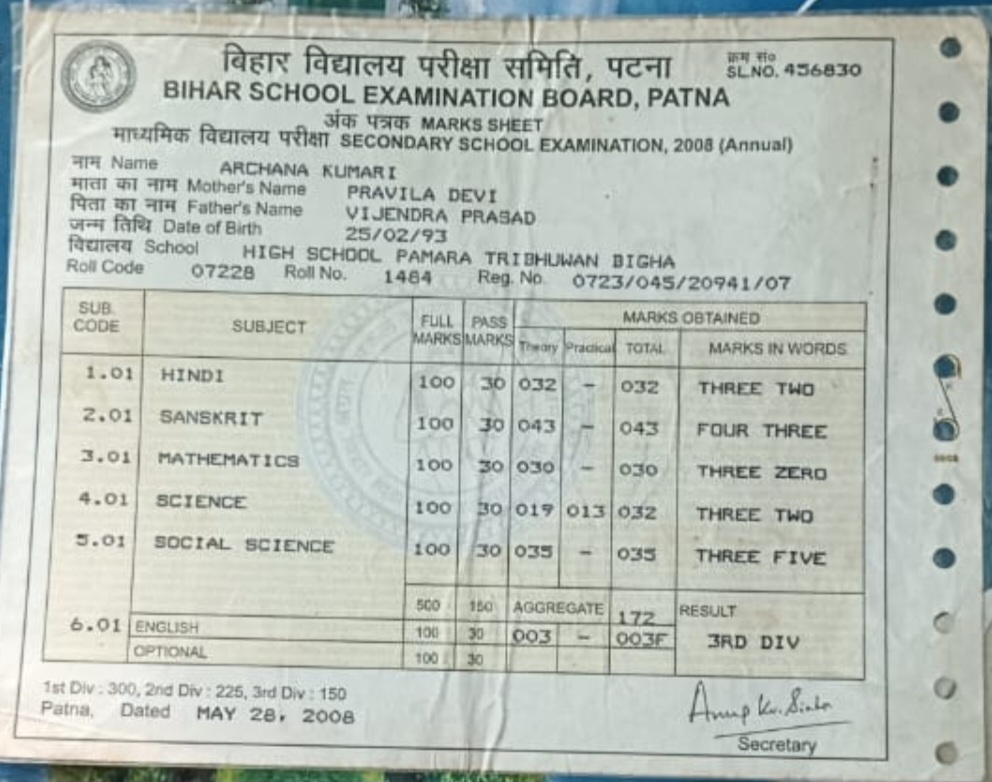 बिहार विद्यालय परीक्षा समिति, पटना
क्रम सं०
SL.NO. 456830
BIHAR SCHOOL EXAMINATION BOARD, PATNA
अंक पत्रक MARKS SHEET
माध्यमिक विद्यालय परीक्षा SECONDARY SCHOOL EXAMINATION, 2008 (Annual)
नाम Name ARCHANA KUMARI
माता का नाम Mother's Name PRAVILA DEVI
पिता का नाम Father's Name VIJENDRA PRASAD
जन्म तिथि Date of Birth 25/02/93
विद्यालय School HIGH SCHOOL PAMARA TRIBHUWAN BIGHA
Roll Code 07228 Roll No. 1484 Reg. No. 0723/045/20941/07
SUB. CODE SUBJECT FULL MARKS PASS MARKS MARKS OBTAINED
Theory Practical TOTAL MARKS IN WORDS
1.01 HINDI 100 30 032 - 032 THREE TWO
2.01 SANSKRIT 100 30 043 - 043 FOUR THREE
3.01 MATHEMATICS 100 30 030 - 030 THREE ZERO
4.01 SCIENCE 100 30 019 013 032 THREE TWO
5.01 SOCIAL SCIENCE 100 30 035 - 035 THREE FIVE
500 150 AGGREGATE 172 RESULT
6.01 ENGLISH 100 30 003 - 003F 3RD DIV
OPTIONAL 100 30
1st Div : 300, 2nd Div : 225, 3rd Div : 150
Patna, Dated MAY 28, 2008
Anup Kr. Sinha
Secretary